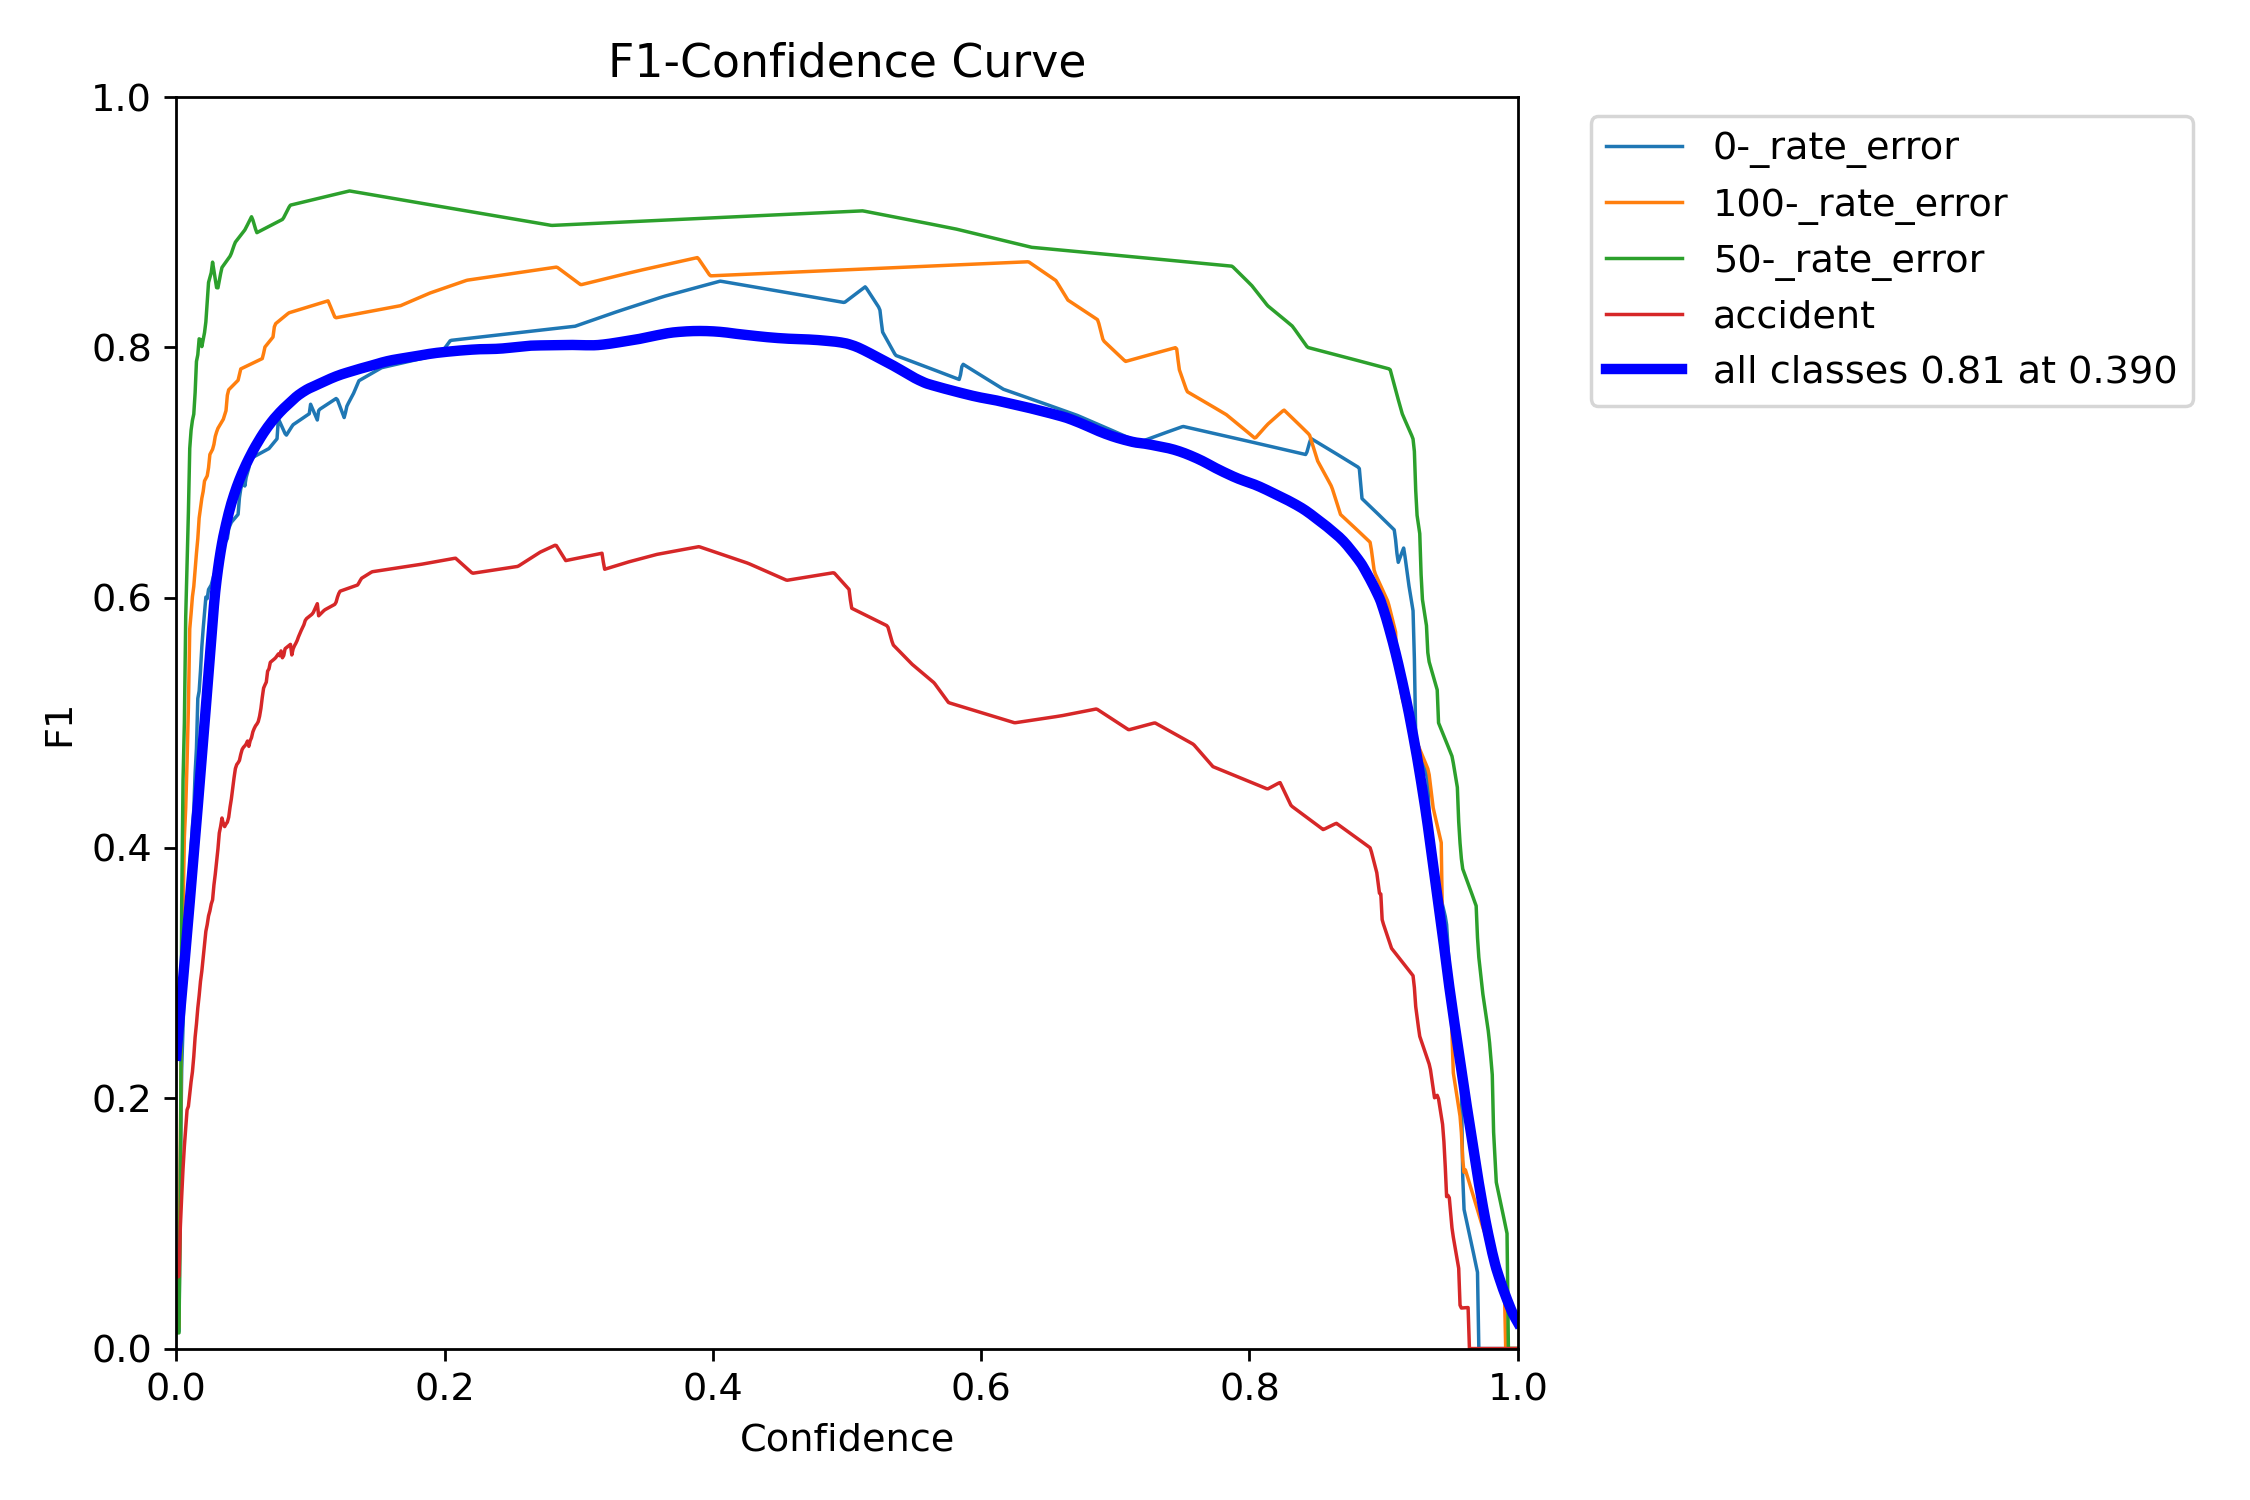 F1-Confidence Curve
1.0
0.8
0.6
0.4
0.2
0.0
F1
0.0 0.2 0.4 0.6 0.8 1.0
Confidence
0-_rate_error
100-_rate_error
50-_rate_error
accident
all classes 0.81 at 0.390